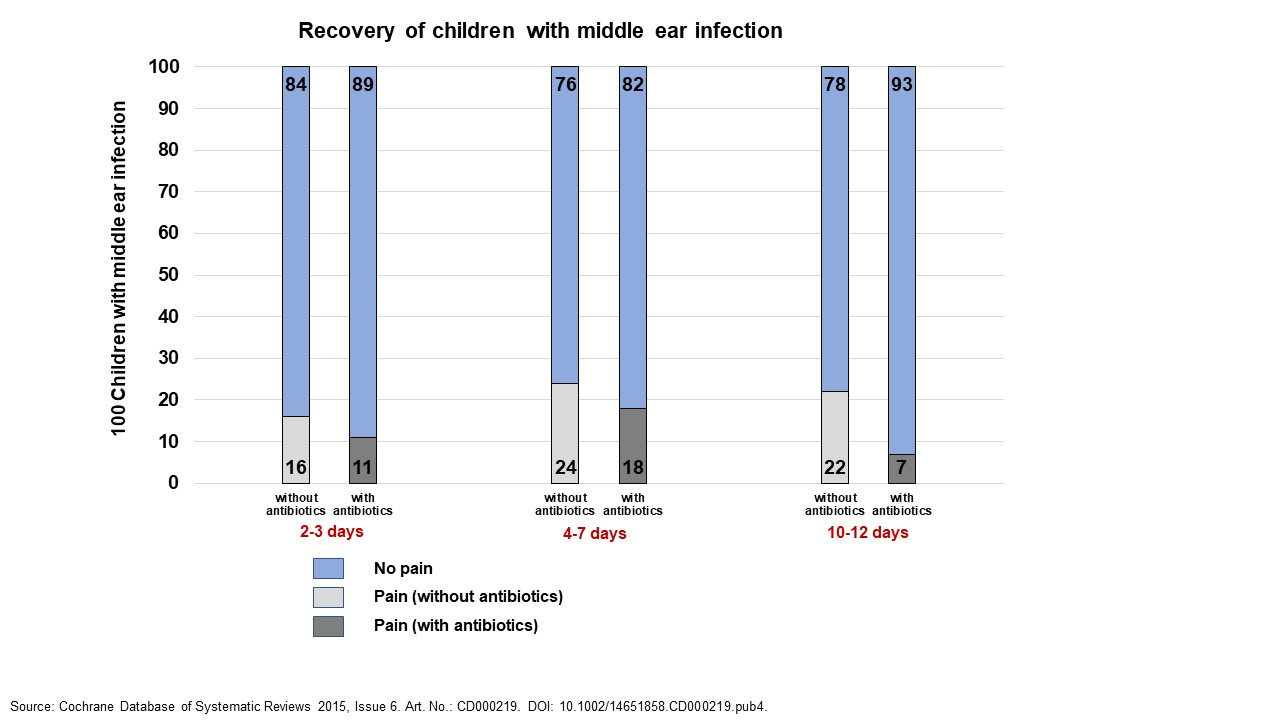 Recovery of children with middle ear infection
100 Children with middle ear infection
100
90
80
70
60
50
40
30
20
10
0
84 89 76 82 78 93
16 11 24 18 22 7
without with without with without with
antibiotics antibiotics antibiotics antibiotics antibiotics antibiotics
2-3 days 4-7 days 10-12 days
No pain
Pain (without antibiotics)
Pain (with antibiotics)
Source: Cochrane Database of Systematic Reviews 2015, Issue 6. Art. No.: CD000219. DOI: 10.1002/14651858.CD000219.pub4.